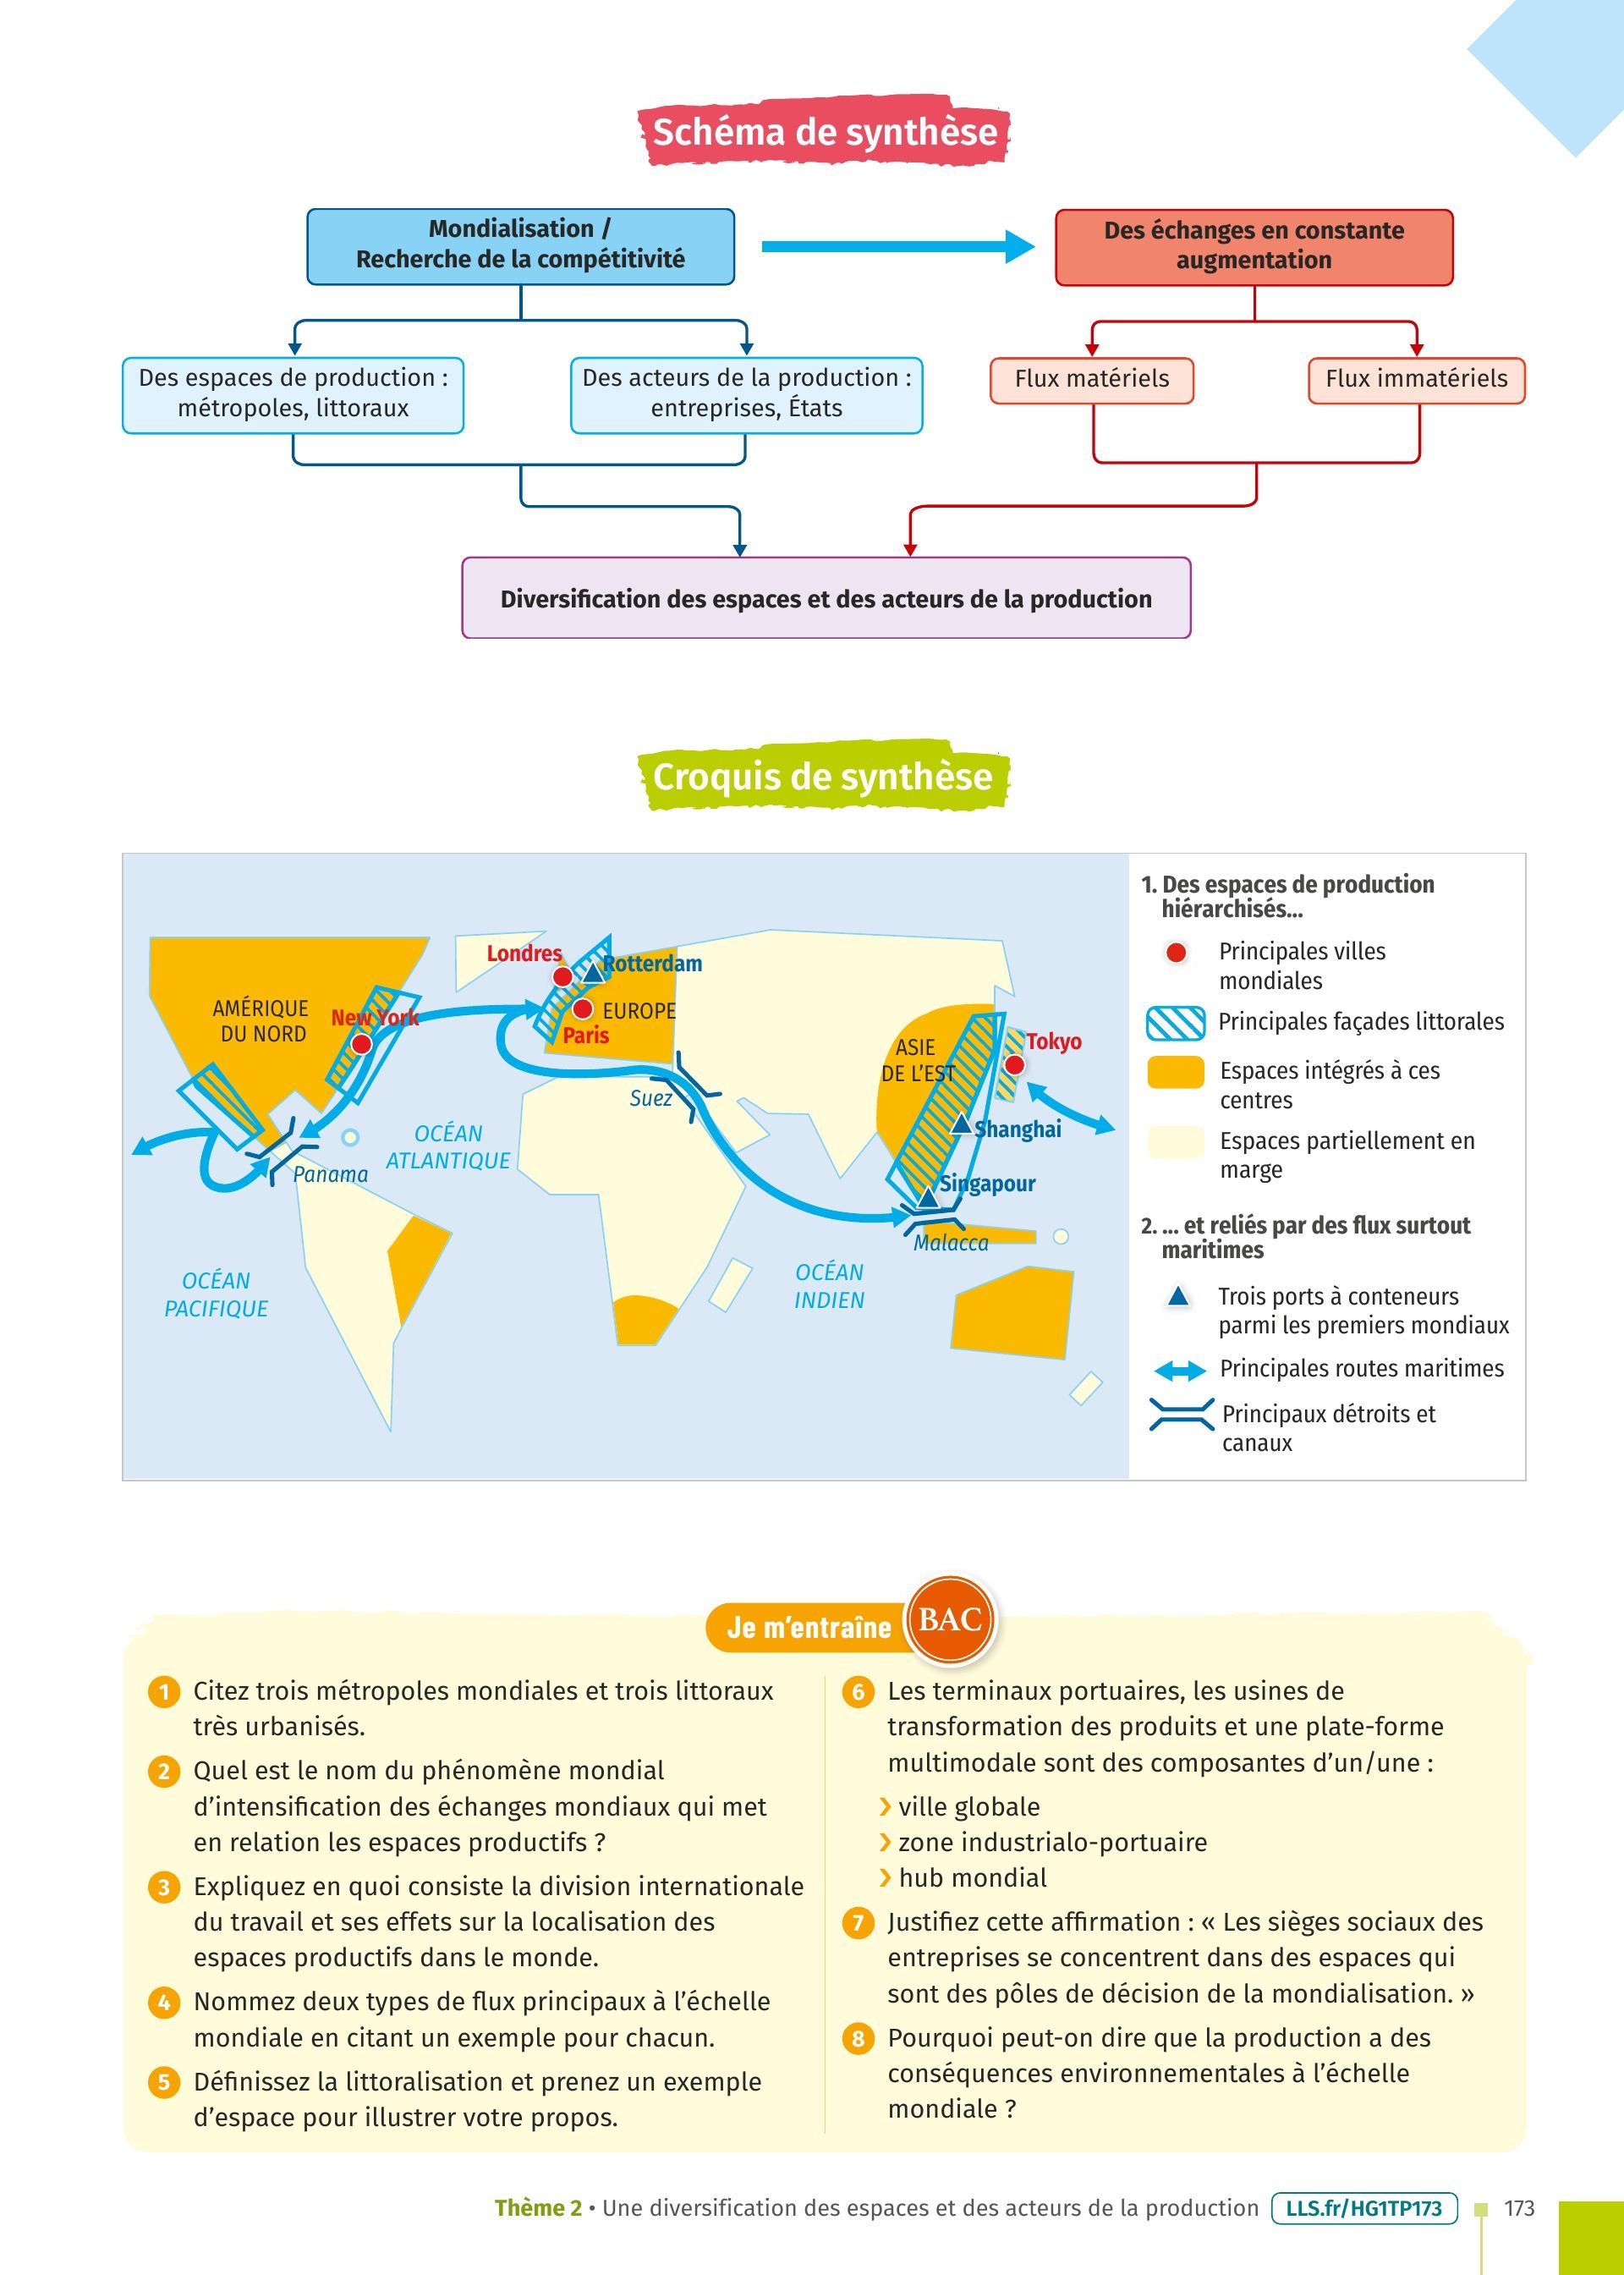 Schéma de synthèse
Mondialisation /
Recherche de la compétitivité
Des échanges en constante
augmentation
Des espaces de production :
métropoles, littoraux
Des acteurs de la production :
entreprises, États
Flux matériels
Flux immatériels
Diversification des espaces et des acteurs de la production
Croquis de synthèse
AMÉRIQUE
DU NORD
New York
Londres
Rotterdam
EUROPE
Paris
Suez
ASIE
DE L'EST
Tokyo
Shanghai
Singapour
Malacca
Panama
OCÉAN
ATLANTIQUE
OCÉAN
PACIFIQUE
OCÉAN
INDIEN
1. Des espaces de production
hiérarchisés...
Principales villes
mondiales
Principales façades littorales
Espaces intégrés à ces
centres
Espaces partiellement en
marge
2. ... et reliés par des flux surtout
maritimes
Trois ports à conteneurs
parmi les premiers mondiaux
Principales routes maritimes
Principaux détroits et
canaux
Je m'entraîne BAC
1 Citez trois métropoles mondiales et trois littoraux
très urbanisés.
2 Quel est le nom du phénomène mondial
d'intensification des échanges mondiaux qui met
en relation les espaces productifs ?
3 Expliquez en quoi consiste la division internationale
du travail et ses effets sur la localisation des
espaces productifs dans le monde.
4 Nommez deux types de flux principaux à l'échelle
mondiale en citant un exemple pour chacun.
5 Définissez la littoralisation et prenez un exemple
d'espace pour illustrer votre propos.
6 Les terminaux portuaires, les usines de
transformation des produits et une plate-forme
multimodale sont des composantes d'un/une :
› ville globale
› zone industrialo-portuaire
› hub mondial
7 Justifiez cette affirmation : « Les sièges sociaux des
entreprises se concentrent dans des espaces qui
sont des pôles de décision de la mondialisation. »
8 Pourquoi peut-on dire que la production a des
conséquences environnementales à l'échelle
mondiale ?
Thème 2 • Une diversification des espaces et des acteurs de la production LLS.fr/HG1TP173 173